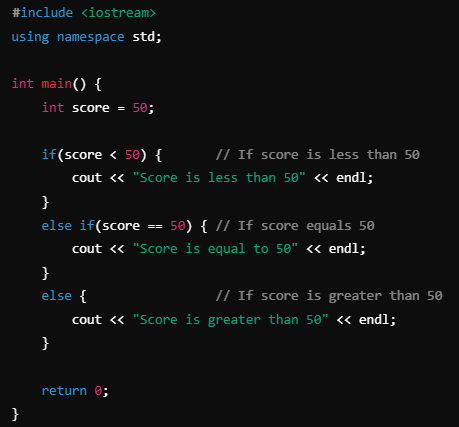 #include <iostream>
using namespace std;

int main() {
    int score = 50;

    if(score < 50) {       // If score is less than 50
        cout << "Score is less than 50" << endl;
    }
    else if(score == 50) { // If score equals 50
        cout << "Score is equal to 50" << endl;
    }
    else {                 // If score is greater than 50
        cout << "Score is greater than 50" << endl;
    }

    return 0;
}